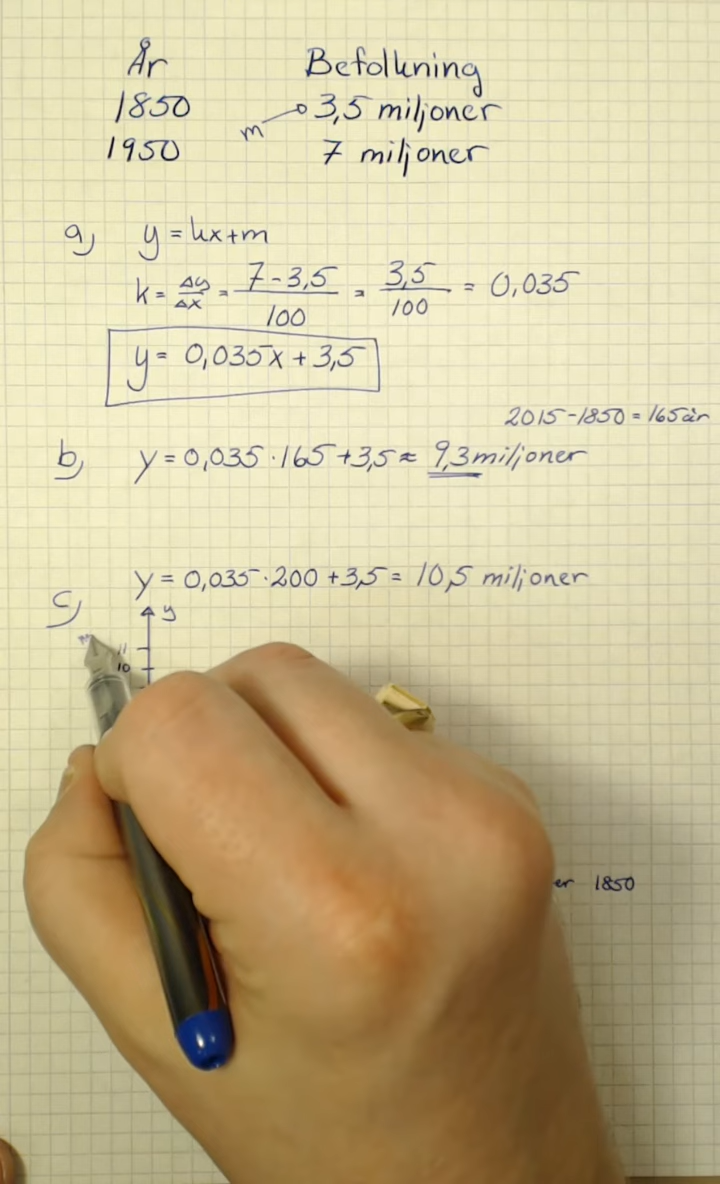 År Befolkning
1850 3,5 miljoner
m
1950 7 miljoner
a) y = kx+m
k = Δy/Δx = 7-3,5/100 = 3,5/100 = 0,035
y = 0,035x + 3,5
2015-1850 = 165 år
b) y = 0,035·165+3,5 ≈ 9,3 miljoner
y = 0,035·200+3,5 = 10,5 miljoner
c)
y
11
10
er 1850